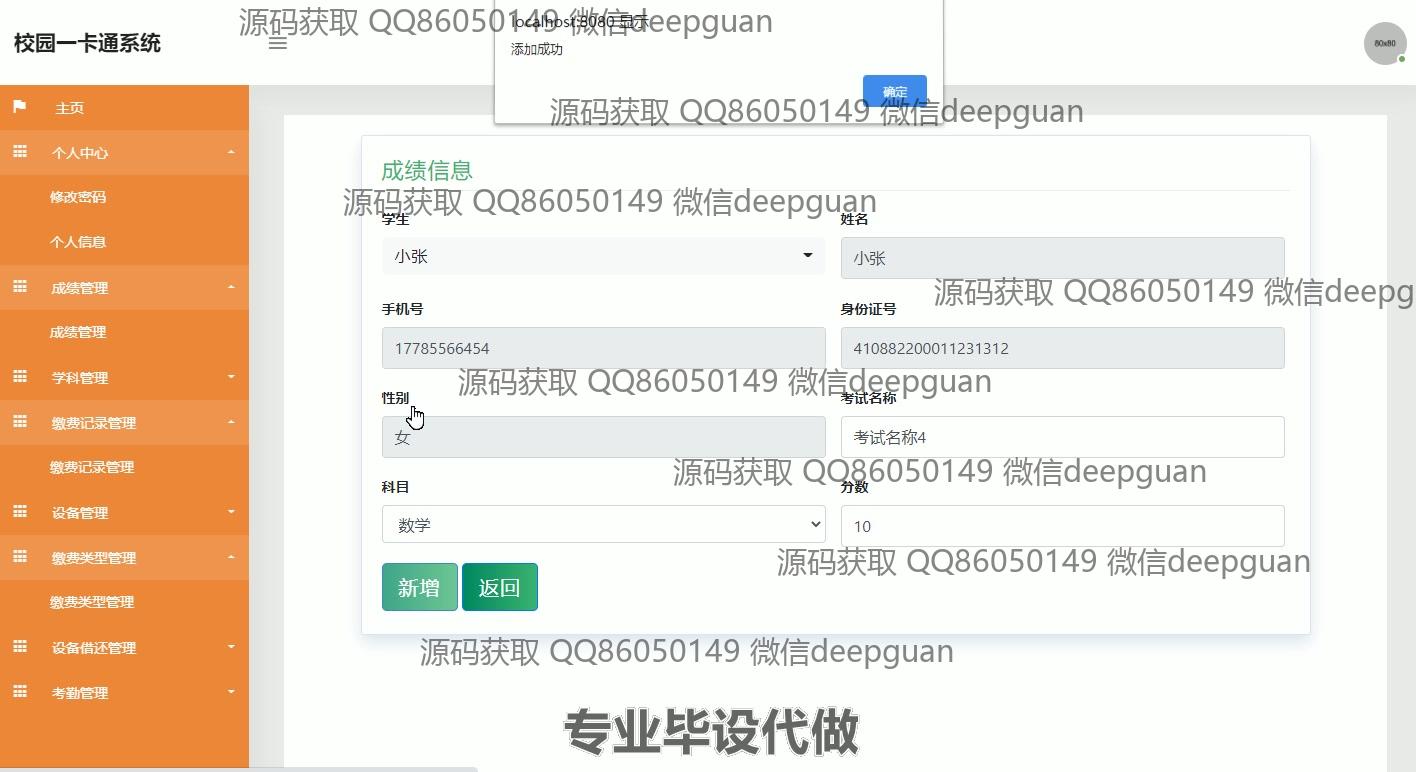 源码获取 QQ86050149 微信deepguan
localhost:8080 显示
校园一卡通系统
添加成功
80x80
确定
源码获取 QQ86050149 微信deepguan
主页
个人中心
修改密码
个人信息
成绩管理
成绩管理
学科管理
缴费记录管理
缴费记录管理
设备管理
缴费类型管理
缴费类型管理
设备借还管理
考勤管理
成绩信息
源码获取 QQ86050149 微信deepguan
学生
姓名
小张
小张
源码获取 QQ86050149 微信deepg
手机号
身份证号
17785566454
410882200011231312
源码获取 QQ86050149 微信deepguan
性别
考试名称
女
考试名称4
源码获取 QQ86050149 微信deepguan
科目
分数
数学
10
源码获取 QQ86050149 微信deepguan
新增
返回
源码获取 QQ86050149 微信deepguan
专业毕设代做